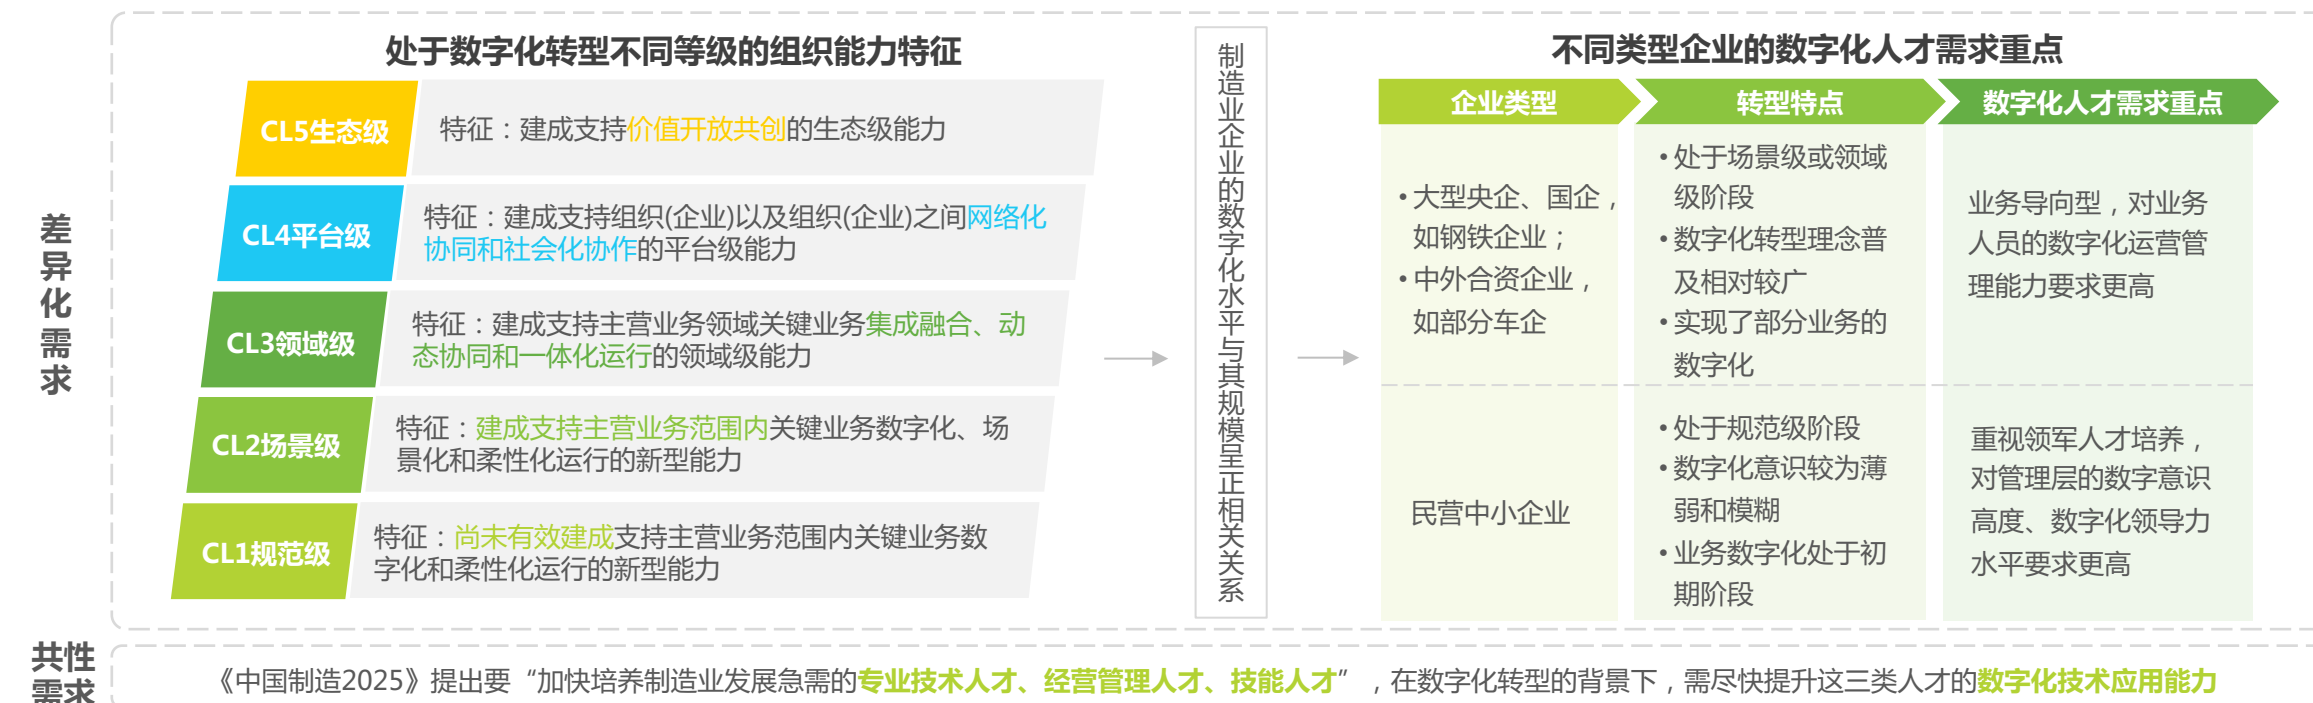 差异化需求
处于数字化转型不同等级的组织能力特征
CL5生态级
特征：建成支持价值开放共创的生态级能力
CL4平台级
特征：建成支持组织(企业)以及组织(企业)之间网络化
协同和社会化协作的平台级能力
CL3领域级
特征：建成支持主营业务领域关键业务集成融合、动
态协同和一体化运行的领域级能力
CL2场景级
特征：建成支持主营业务范围内关键业务数字化、场
景化和柔性化运行的新型能力
CL1规范级
特征：尚未有效建成支持主营业务范围内关键业务数
字化和柔性化运行的新型能力
制造业企业的数字化水平与其规模呈正相关关系
不同类型企业的数字化人才需求重点
企业类型
转型特点
数字化人才需求重点
•大型央企、国企，
如钢铁企业；
•中外合资企业，
如部分车企
•处于场景级或领域
级阶段
•数字化转型理念普
及相对较广
•实现了部分业务的
数字化
业务导向型，对业务
人员的数字化运营管
理能力要求更高
民营中小企业
•处于规范级阶段
•数字化意识较为薄
弱和模糊
•业务数字化处于初
期阶段
重视领军人才培养，
对管理层的数字意识
高度、数字化领导力
水平要求更高
共性
需求
《中国制造2025》提出要“加快培养制造业发展急需的专业技术人才、经营管理人才、技能人才”，在数字化转型的背景下，需尽快提升这三类人才的数字化技术应用能力